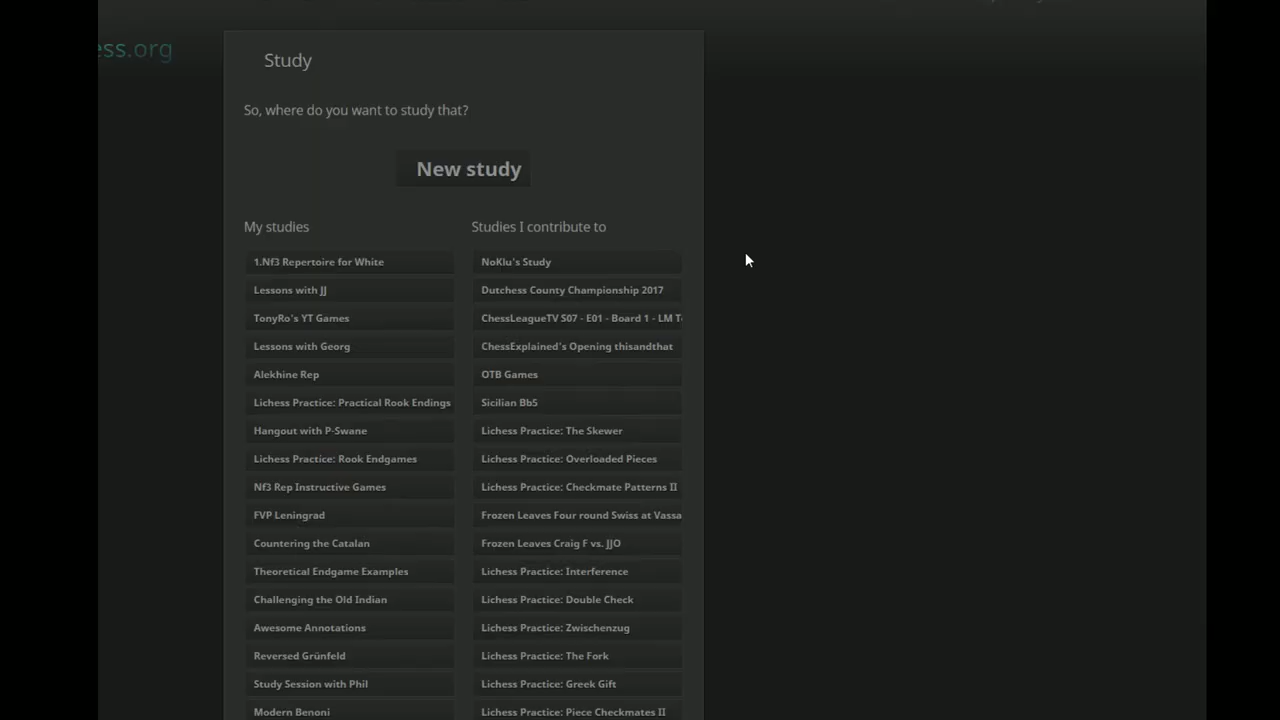 ess.org
Study
So, where do you want to study that?
New study
My studies
1.Nf3 Repertoire for White
Lessons with JJ
TonyRo's YT Games
Lessons with Georg
Alekhine Rep
Lichess Practice: Practical Rook Endings
Hangout with P-Swane
Lichess Practice: Rook Endgames
Nf3 Rep Instructive Games
FVP Leningrad
Countering the Catalan
Theoretical Endgame Examples
Challenging the Old Indian
Awesome Annotations
Reversed Grünfeld
Study Session with Phil
Modern Benoni
Studies I contribute to
NoKlu's Study
Dutchess County Championship 2017
ChessLeagueTV S07 - E01 - Board 1 - LM T
ChessExplained's Opening thisandthat
OTB Games
Sicilian Bb5
Lichess Practice: The Skewer
Lichess Practice: Overloaded Pieces
Lichess Practice: Checkmate Patterns II
Frozen Leaves Four round Swiss at Vassa
Frozen Leaves Craig F vs. JJO
Lichess Practice: Interference
Lichess Practice: Double Check
Lichess Practice: Zwischenzug
Lichess Practice: The Fork
Lichess Practice: Greek Gift
Lichess Practice: Piece Checkmates II